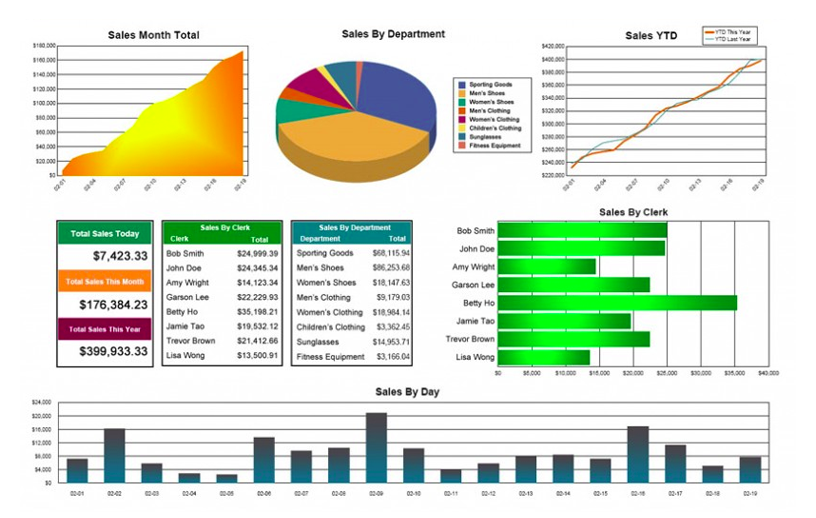 Sales Month Total
$180,000
$160,000
$140,000
$120,000
$100,000
$80,000
$60,000
$40,000
$20,000
$0
02-01 02-04 02-07 02-10 02-13 02-16 02-19
Sales By Department
Sporting Goods
Men's Shoes
Women's Shoes
Men's Clothing
Women's Clothing
Children's Clothing
Sunglasses
Fitness Equipment
Sales YTD
YTD This Year
YTD Last Year
$420,000
$400,000
$380,000
$360,000
$340,000
$320,000
$300,000
$280,000
$260,000
$240,000
$220,000
02-01 02-04 02-07 02-10 02-13 02-16 02-19
Total Sales Today
$7,423.33
Total Sales This Month
$176,384.23
Total Sales This Year
$399,933.33
Sales By Clerk
Clerk Total
Bob Smith $24,999.39
John Doe $24,345.34
Amy Wright $14,123.34
Garson Lee $22,229.93
Betty Ho $35,198.21
Jamie Tao $19,532.12
Trevor Brown $21,412.66
Lisa Wong $13,500.91
Sales By Department
Department Total
Sporting Goods $68,115.94
Men's Shoes $86,253.68
Women's Shoes $18,147.63
Men's Clothing $9,179.03
Women's Clothing $18,984.14
Children's Clothing $3,362.45
Sunglasses $14,953.71
Fitness Equipment $3,166.04
Sales By Clerk
Bob Smith
John Doe
Amy Wright
Garson Lee
Betty Ho
Jamie Tao
Trevor Brown
Lisa Wong
$0 $5,000 $10,000 $15,000 $20,000 $25,000 $30,000 $35,000 $40,000
Sales By Day
$24,000
$20,000
$16,000
$12,000
$8,000
$4,000
$0
02-01 02-02 02-03 02-04 02-05 02-06 02-07 02-08 02-09 02-10 02-11 02-12 02-13 02-14 02-15 02-16 02-17 02-18 02-19